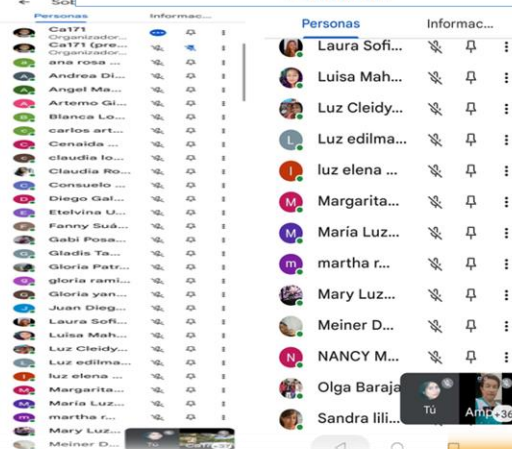 Personas Informac...
Ca171
Organizador...
Ca171 (pre...
Organizador...
ana rosa ...
Andrea Di...
Angel Ma...
Artemo Gi...
Blanca Lo...
carlos art...
Cenaida ...
claudia lo...
Claudia Ro...
Consuelo ...
Diego Gal...
Etelvina U...
Fanny Suá...
Gabi Posa...
Gladis Ta...
Gloria Patr...
gloria rami...
Gloria yan...
Juan Dieg...
Laura Sofi...
Luisa Mah...
Luz Cleidy...
Luz edilma...
luz elena ...
Margarita...
María Luz...
martha r...
Mary Luz...
Meiner D...
Tú
Personas Informac...
Laura Sofi...
Luisa Mah...
Luz Cleidy...
L Luz edilma...
l luz elena ...
M Margarita...
M María Luz...
m martha r...
Mary Luz...
Meiner D...
N NANCY M...
Olga Baraja
Sandra lili...
Tú Amp +36